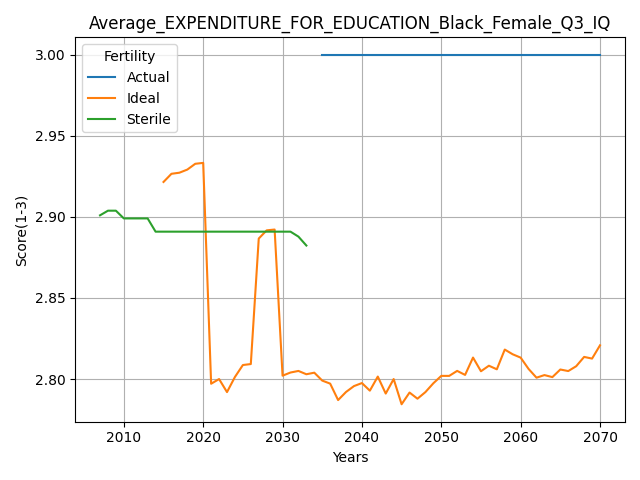 Average_EXPENDITURE_FOR_EDUCATION_Black_Female_Q3_IQ
Fertility
Actual
Ideal
Sterile
3.00
2.95
2.90
2.85
2.80
Score(1-3)
2010 2020 2030 2040 2050 2060 2070
Years